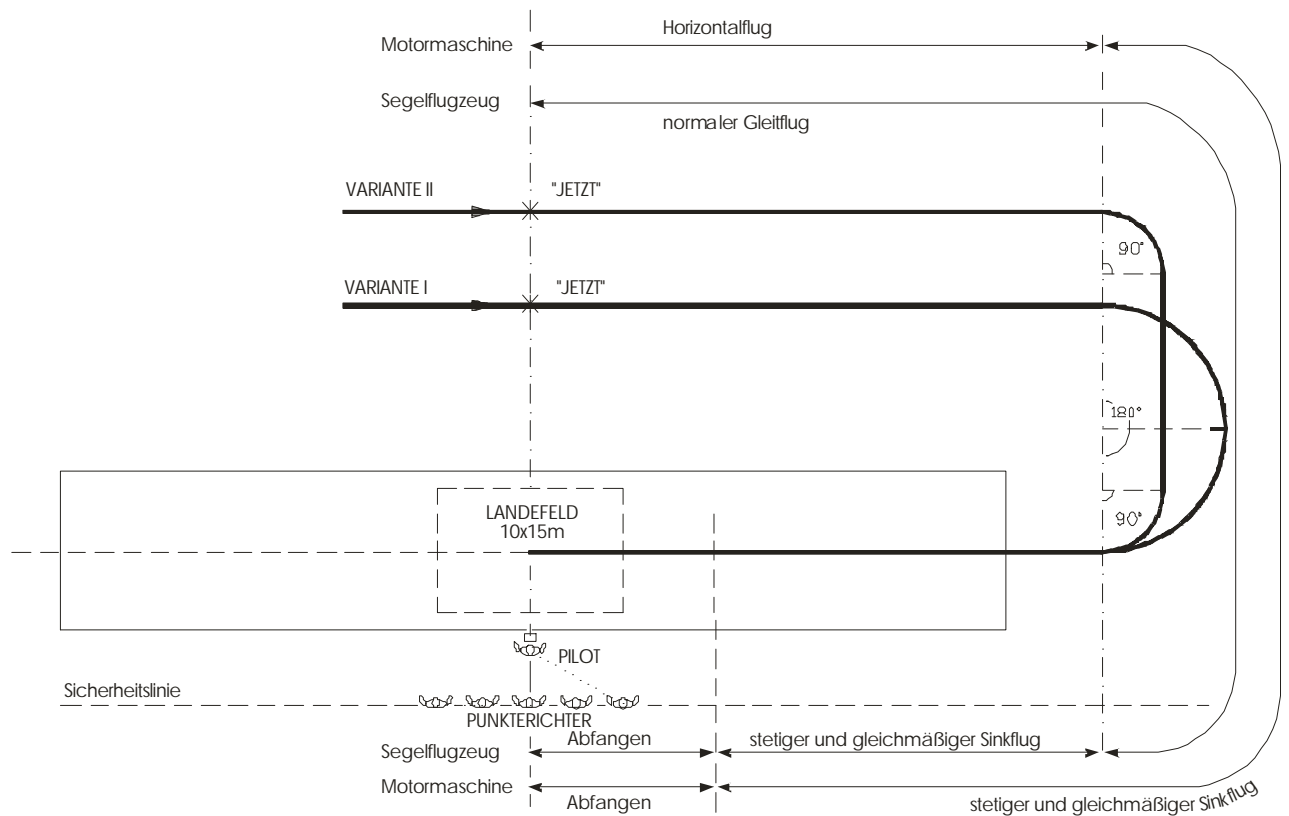 Horizontalflug
Motormaschine
Segelflugzeug
normaler Gleitflug
VARIANTE II
"JETZT"
90°
VARIANTE I
"JETZT"
180°
LANDEFELD
10x15m
90°
PILOT
Sicherheitslinie
PUNKTERICHTER
Abfangen
stetiger und gleichmäßiger Sinkflug
Segelflugzeug
Motormaschine
Abfangen
stetiger und gleichmäßiger Sinkflug